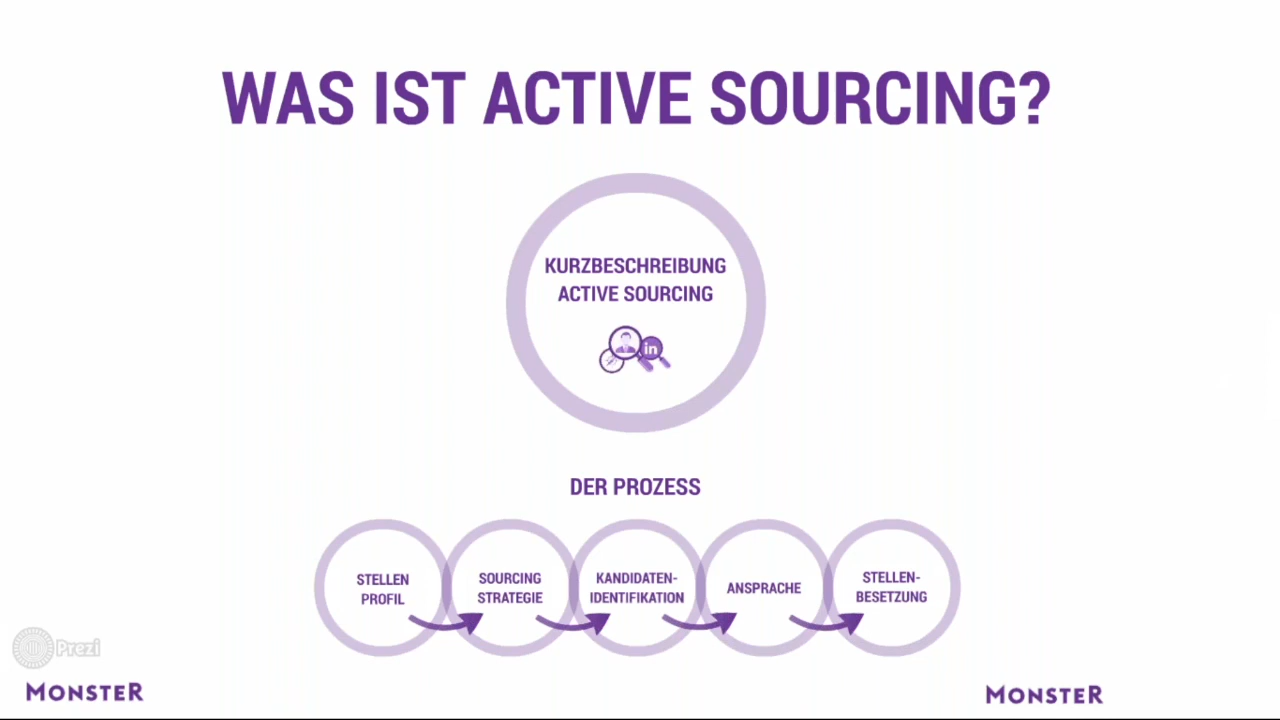 WAS IST ACTIVE SOURCING?
KURZBESCHREIBUNG
ACTIVE SOURCING
in
DER PROZESS
STELLEN
PROFIL
SOURCING
STRATEGIE
KANDIDATEN-
IDENTIFIKATION
ANSPRACHE
STELLEN-
BESETZUNG
Prezi
MONSTER
MONSTER